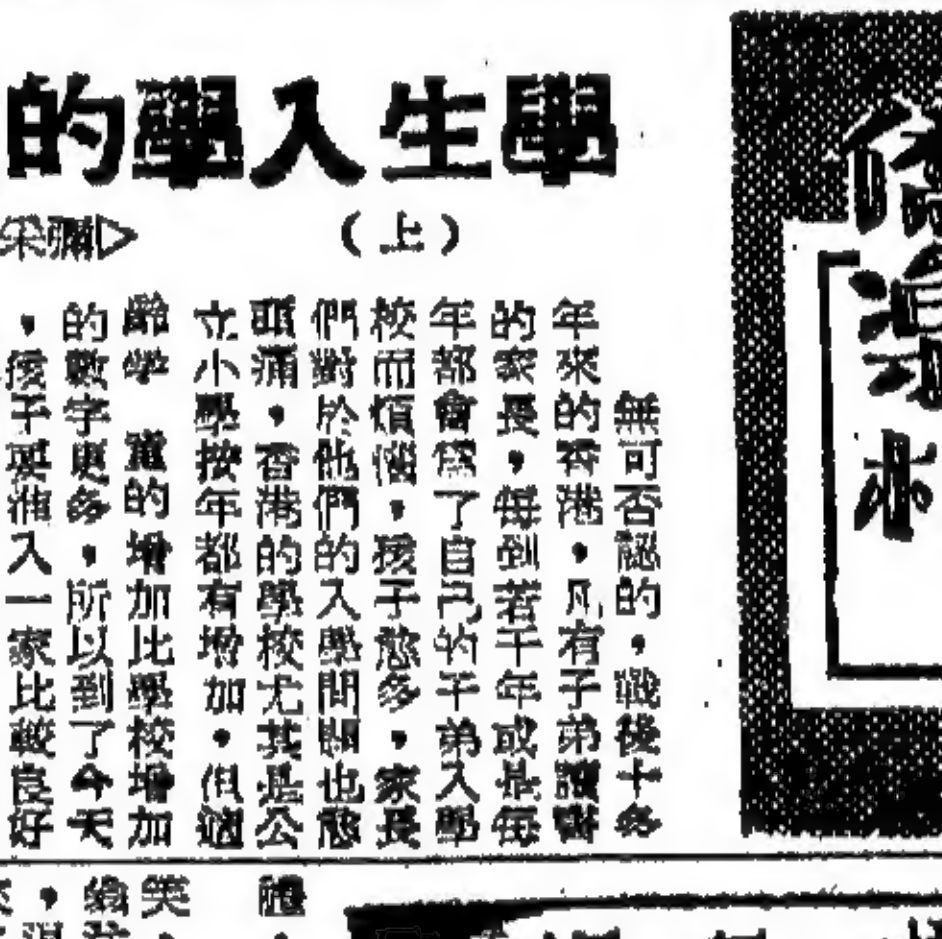 學生入學的
(上)
無可否認的，戰後十多
年來的香港，凡有子弟讀書
的家長，每到若干年或是每
年都會為了自己的子弟入學
校而煩惱，孩子愈多，家長
們對於他們的入學問題也愈
頭痛，香港的學校尤其是公
立小學按年都有增加，但適
齡學童的增加比學校增加
的數字更多，所以到了今天
，孩子要進入一家比較良好